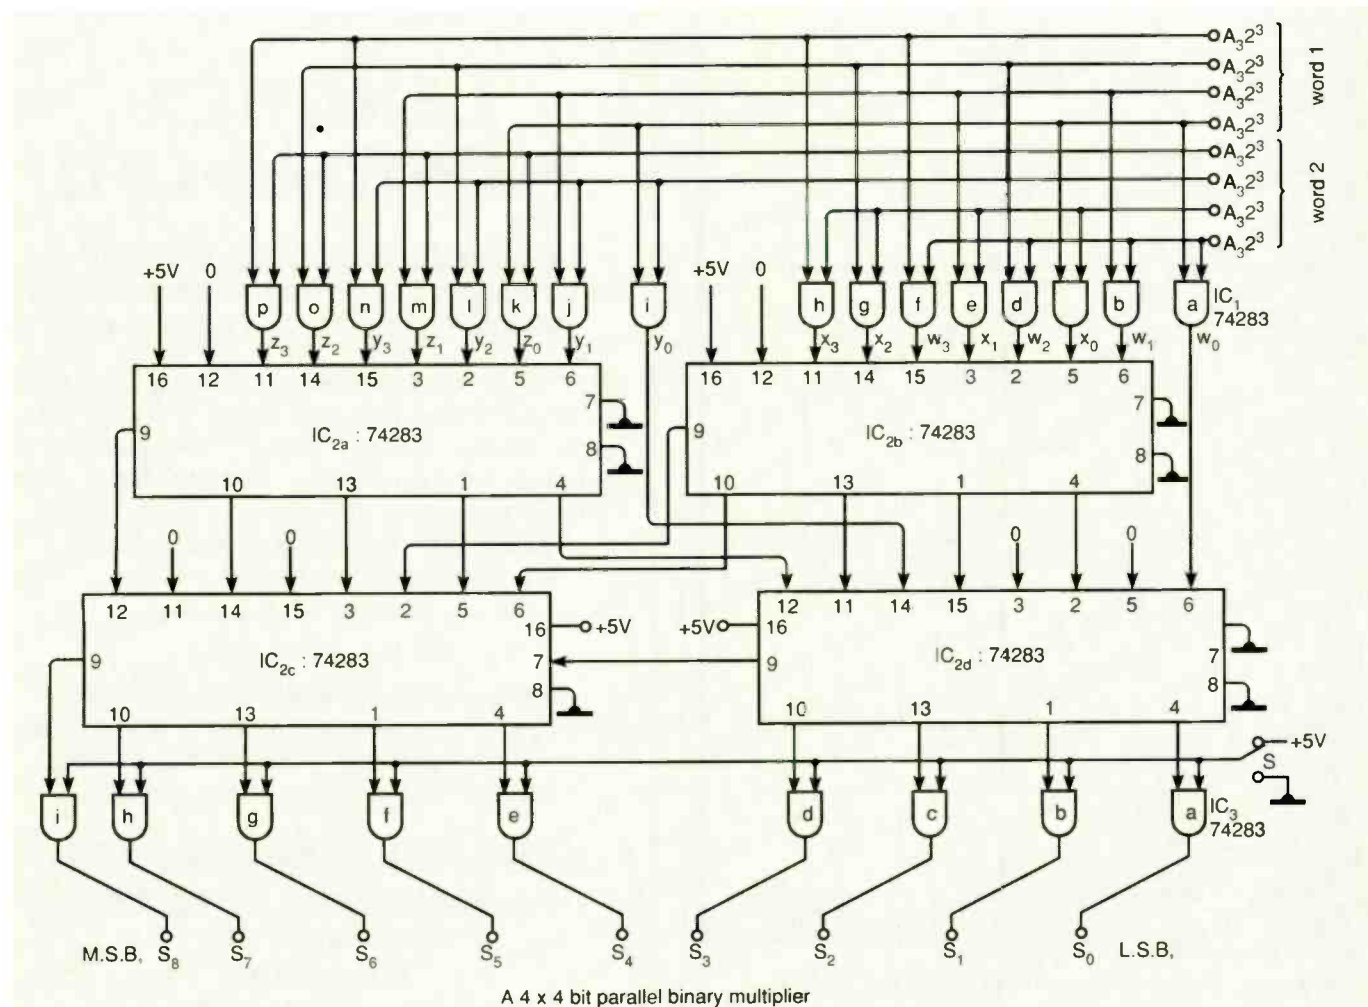 A₃2³
A₃2³
A₃2³
A₃2³
word 1
A₃2³
A₃2³
A₃2³
A₃2³
word 2
+5V 0 +5V 0
p o n m l k j i h g f e d b a IC₁ 74283
z₃ z₂ y₃ z₁ y₂ z₀ y₁ y₀ x₃ x₂ w₃ x₁ w₂ x₀ w₁ w₀
16 12 11 14 15 3 2 5 6 16 12 11 14 15 3 2 5 6
7 7
9 IC₂ₐ : 74283 9 IC₂b : 74283
8 8
10 13 1 4 10 13 1 4
0 0 0 0
12 11 14 15 3 2 5 6 12 11 14 15 3 2 5 6
16 +5V +5V 16
9 IC₂c : 74283 7 9 IC₂d : 74283 7
8 8
10 13 1 4 10 13 1 4
+5V
S
i h g f e d c b a IC₃ 74283
M.S.B, S₈ S₇ S₆ S₅ S₄ S₃ S₂ S₁ S₀ L.S.B,
A 4 x 4 bit parallel binary multiplier